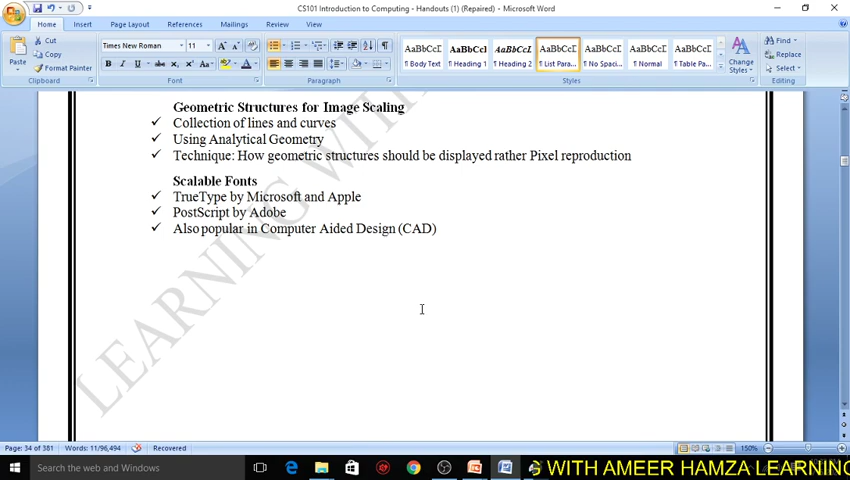 CS101 Introduction to Computing - Handouts (1) (Repaired) - Microsoft Word
Home Insert Page Layout References Mailings Review View
Paste
Cut
Copy
Format Painter
Clipboard
Times New Roman 11
Font
Paragraph
AaBbCcD AaBbCcI AaBbCcL AaBbCcD AaBbCcD AaBbCcD AaBbCcD
Body Text Heading 1 Heading 2 List Para... No Spaci... Normal Table Pa...
Change Styles
Styles
Find
Replace
Select
Editing
Geometric Structures for Image Scaling
✓ Collection of lines and curves
✓ Using Analytical Geometry
✓ Technique: How geometric structures should be displayed rather Pixel reproduction
Scalable Fonts
✓ TrueType by Microsoft and Apple
✓ PostScript by Adobe
✓ Also popular in Computer Aided Design (CAD)
LEARNING WITH
Page: 34 of 381 Words: 11/96,494 Recovered 150%
Search the web and Windows
WITH AMEER HAMZA LEARNING